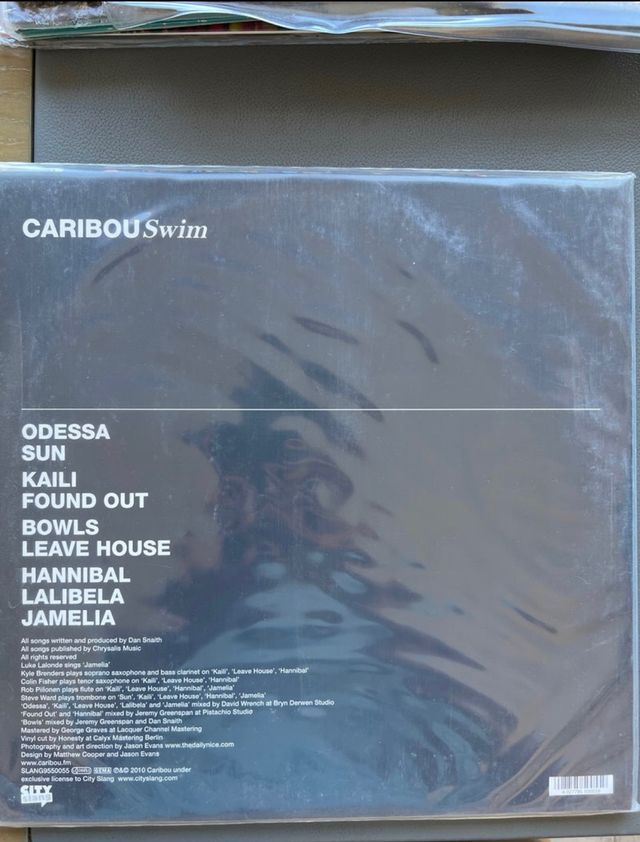 CARIBOU Swim
ODESSA
SUN
KAILI
FOUND OUT
BOWLS
LEAVE HOUSE
HANNIBAL
LALIBELA
JAMELIA
All songs written and produced by Dan Snaith
All songs published by Chrysalis Music
All rights reserved
Luke Lalonde sings 'Jamelia'
Kyle Brenders plays soprano saxophone and bass clarinet on 'Kaili', 'Leave House', 'Hannibal'
Colin Fisher plays tenor saxophone on 'Kaili', 'Leave House', 'Hannibal'
Rob Piilonen plays flute on 'Kaili', 'Leave House', 'Hannibal', 'Jamelia'
Steve Ward plays trombone on 'Sun', 'Kaili', 'Leave House', 'Hannibal', 'Jamelia'
'Odessa', 'Kaili', 'Leave House', 'Lalibela' and 'Jamelia' mixed by David Wrench at Bryn Derwen Studio
'Found Out' and 'Hannibal' mixed by Jeremy Greenspan at Pistachio Studio
'Bowls' mixed by Jeremy Greenspan and Dan Snaith
Mastered by George Graves at Lacquer Channel Mastering
Vinyl cut by Honesty at Calyx Mastering Berlin
Photography and art direction by Jason Evans www.thedailynice.com
Design by Matthew Cooper and Jason Evans
www.caribou.fm
SLANG9550055 GEMA ℗&© 2010 Caribou under
exclusive license to City Slang www.cityslang.com
CITY
slang